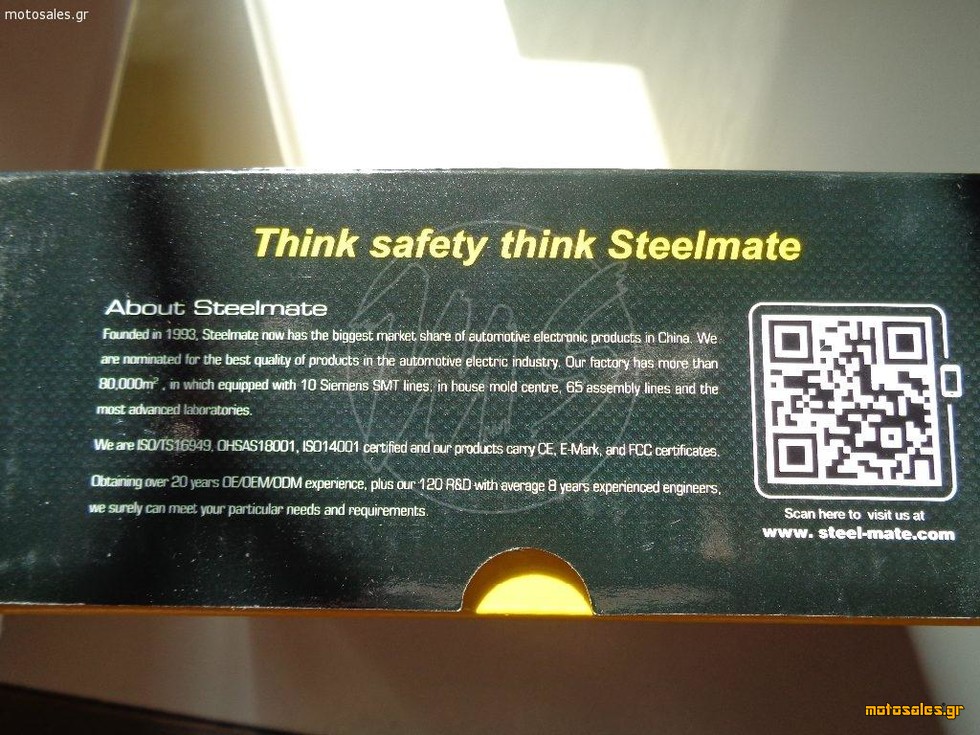 motosales.gr
Think safety think Steelmate
About Steelmate
Founded in 1993, Steelmate now has the biggest market share of automotive electronic products in China. We
are nominated for the best quality of products in the automotive electric industry. Our factory has more than
80,000m², in which equipped with 10 Siemens SMT lines, in house mold centre, 65 assembly lines and the
most advanced laboratories.
We are ISO/TS16949, OHSAS18001, ISO14001 certified and our products carry CE, E-Mark, and FCC certificates.
Obtaining over 20 years OE/OEM/ODM experience, plus our 120 R&D with average 8 years experienced engineers,
we surely can meet your particular needs and requirements.
Scan here to visit us at
www. steel-mate.com
motosales.gr